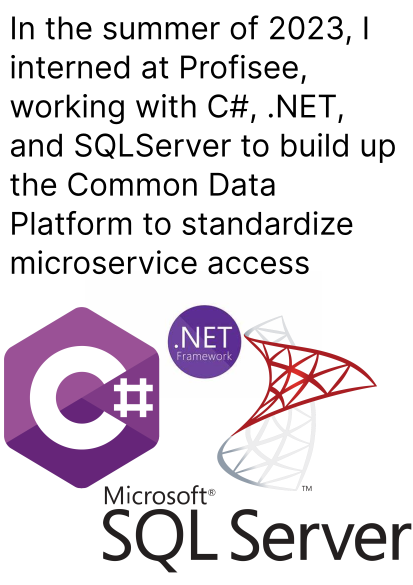 In the summer of 2023, I
interned at Profisee,
working with C#, .NET,
and SQLServer to build up
the Common Data
Platform to standardize
microservice access
C#
.NET
Framework
™
Microsoft®
SQL Server